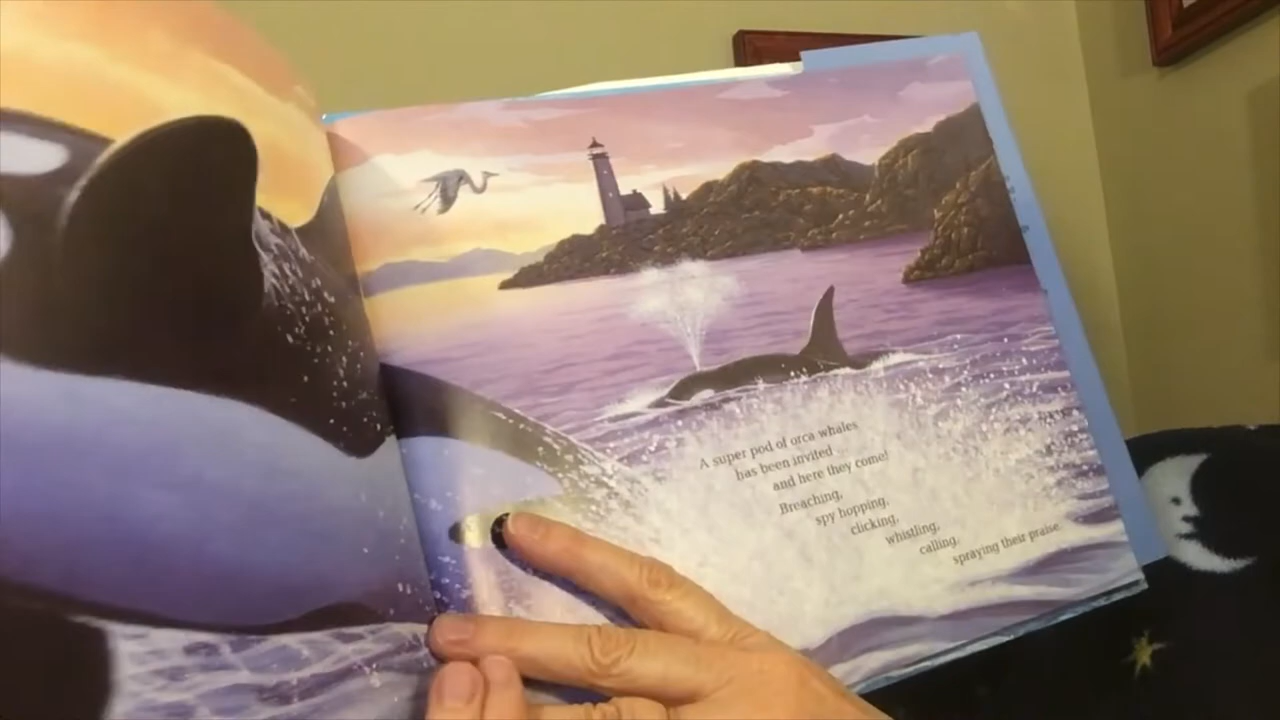 A super pod of orca whales
has been invited
and here they come!
Breaching,
spy hopping,
clicking,
whistling,
calling,
spraying their praise.